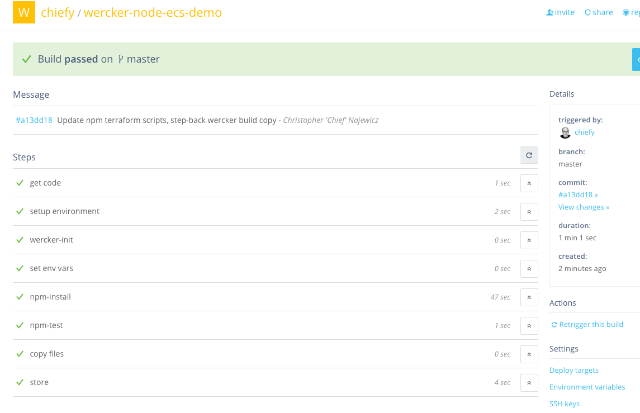 W chiefy / wercker-node-ecs-demo
invite share
Build passed on master
Message
#a13dd18 Update npm terraform scripts, step-back wercker build copy - Christopher 'Chief' Najewicz
Steps
get code 1 sec
setup environment 2 sec
wercker-init 0 sec
set env vars 0 sec
npm-install 47 sec
npm-test 1 sec
copy files 0 sec
store 4 sec
Details
triggered by:
chiefy
branch:
master
commit:
#a13dd18 »
View changes »
duration:
1 min 1 sec
created:
2 minutes ago
Actions
Retrigger this build
Settings
Deploy targets
Environment variables
SSH keys